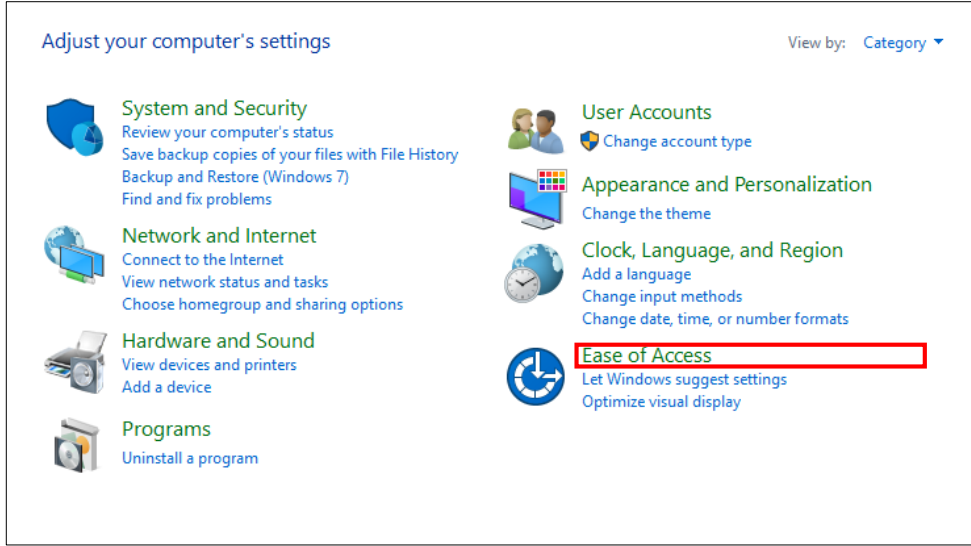 Adjust your computer's settings
View by: Category
System and Security
Review your computer's status
Save backup copies of your files with File History
Backup and Restore (Windows 7)
Find and fix problems
Network and Internet
Connect to the Internet
View network status and tasks
Choose homegroup and sharing options
Hardware and Sound
View devices and printers
Add a device
Programs
Uninstall a program
User Accounts
Change account type
Appearance and Personalization
Change the theme
Clock, Language, and Region
Add a language
Change input methods
Change date, time, or number formats
Ease of Access
Let Windows suggest settings
Optimize visual display